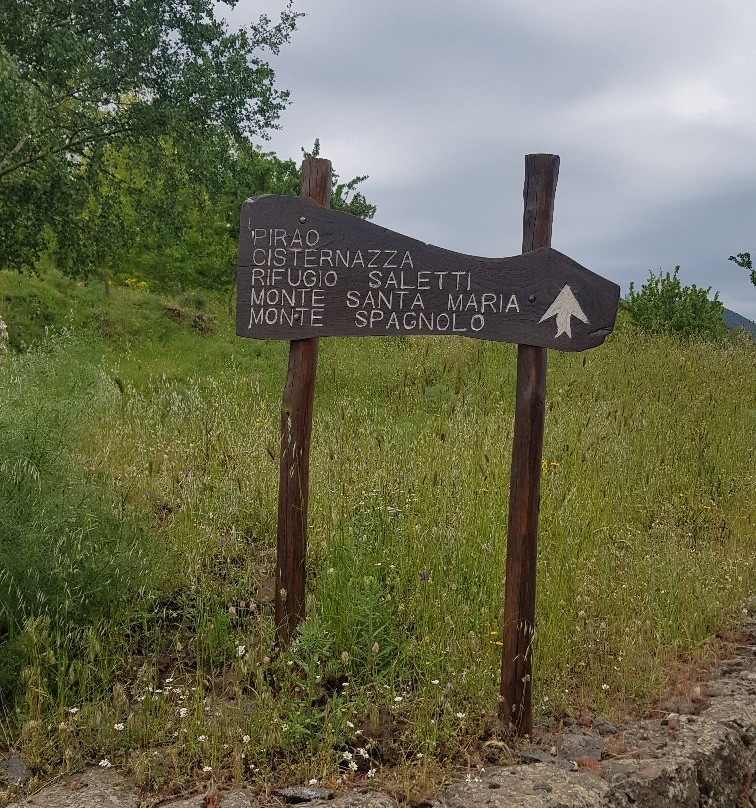 PIRAO
CISTERNAZZA
RIFUGIO SALETTI
MONTE SANTA MARIA
MONTE SPAGNOLO